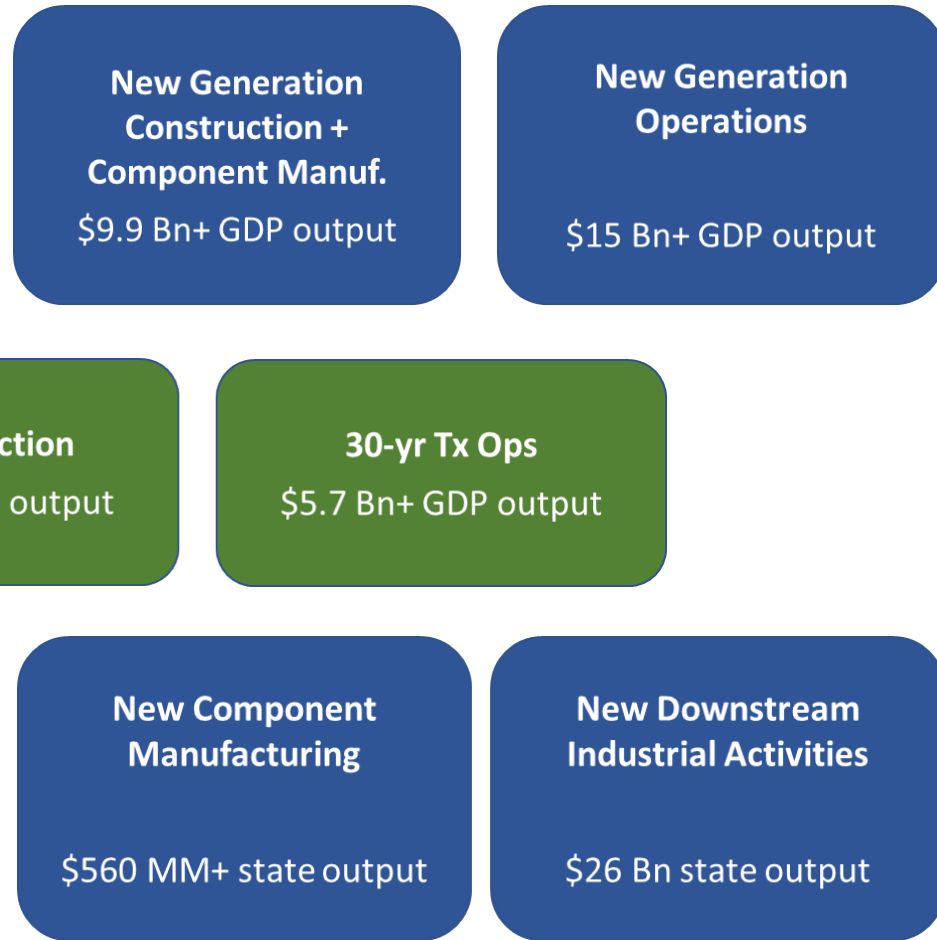 New Generation
Construction +
Component Manuf.
$9.9 Bn+ GDP output
New Generation
Operations
$15 Bn+ GDP output
output
30-yr Tx Ops
$5.7 Bn+ GDP output
New Component
Manufacturing
$560 MM+ state output
New Downstream
Industrial Activities
$26 Bn state output